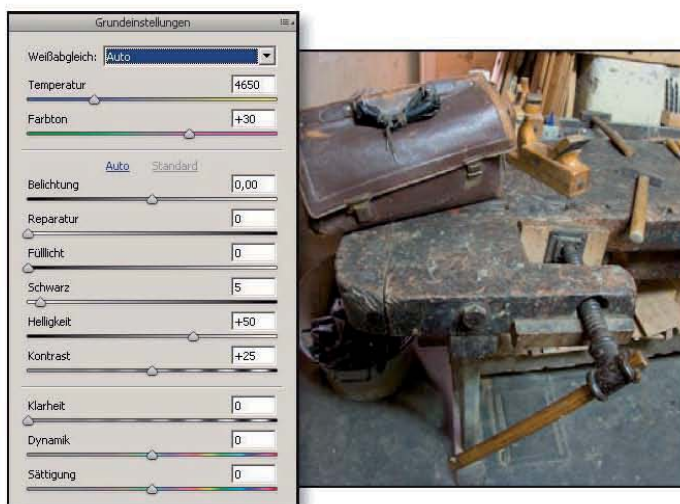 Grundeinstellungen
Weißabgleich: Auto
Temperatur 4650
Farbton +30
Auto Standard
Belichtung 0,00
Reparatur 0
Fülllicht 0
Schwarz 5
Helligkeit +50
Kontrast +25
Klarheit 0
Dynamik 0
Sättigung 0